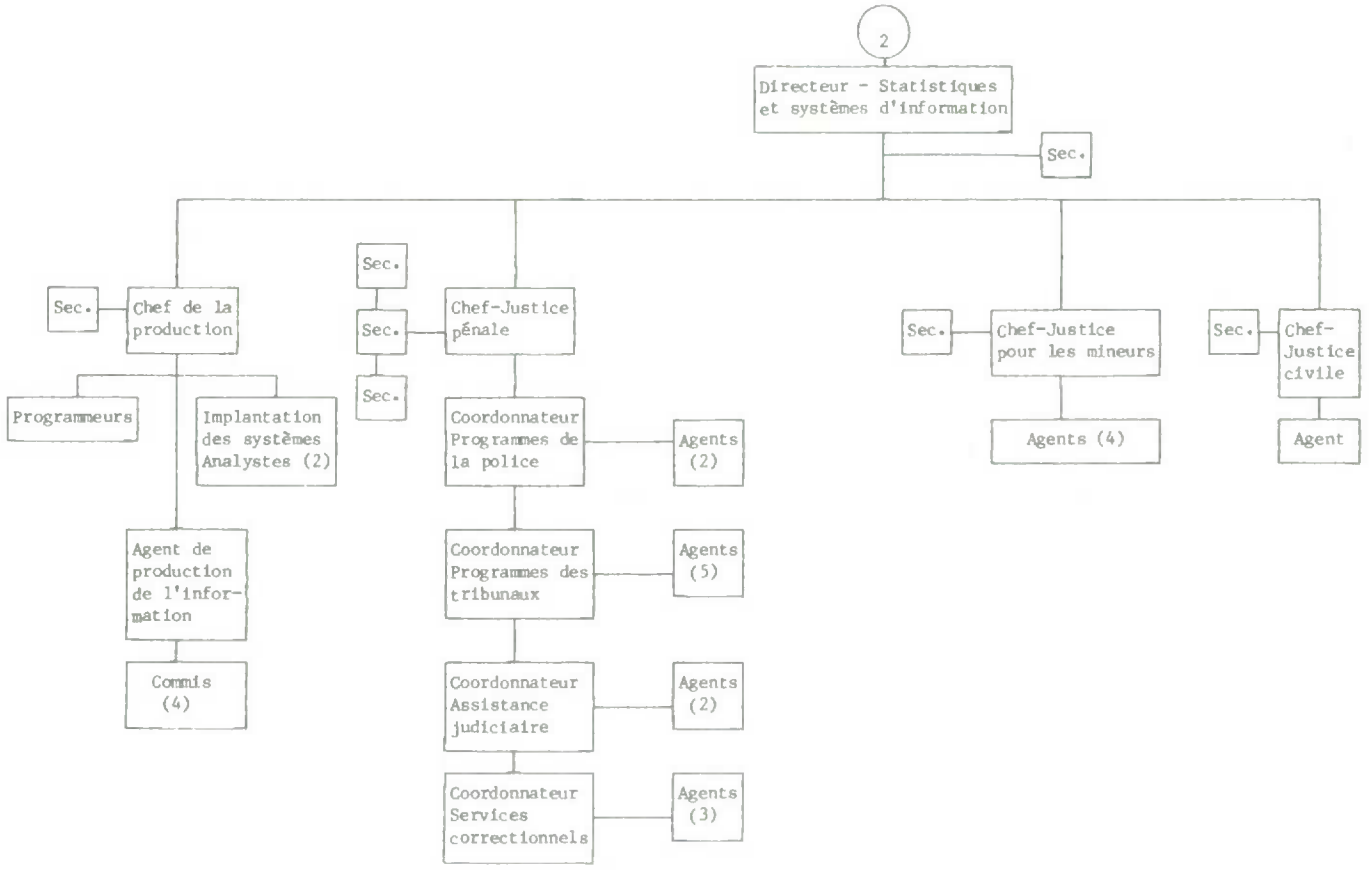 2
Directeur - Statistiques
et systèmes d'information
Sec.
Sec.
Chef de la
production
Programmeurs
Implantation
des systèmes
Analystes (2)
Agent de
production
de l'infor-
mation
Commis
(4)
Sec.
Sec.
Sec.
Chef-Justice
pénale
Coordonnateur
Programmes de
la police
Agents
(2)
Coordonnateur
Programmes des
tribunaux
Agents
(5)
Coordonnateur
Assistance
judiciaire
Agents
(2)
Coordonnateur
Services
correctionnels
Agents
(3)
Sec.
Chef-Justice
pour les mineurs
Agents (4)
Sec.
Chef-
Justice
civile
Agent